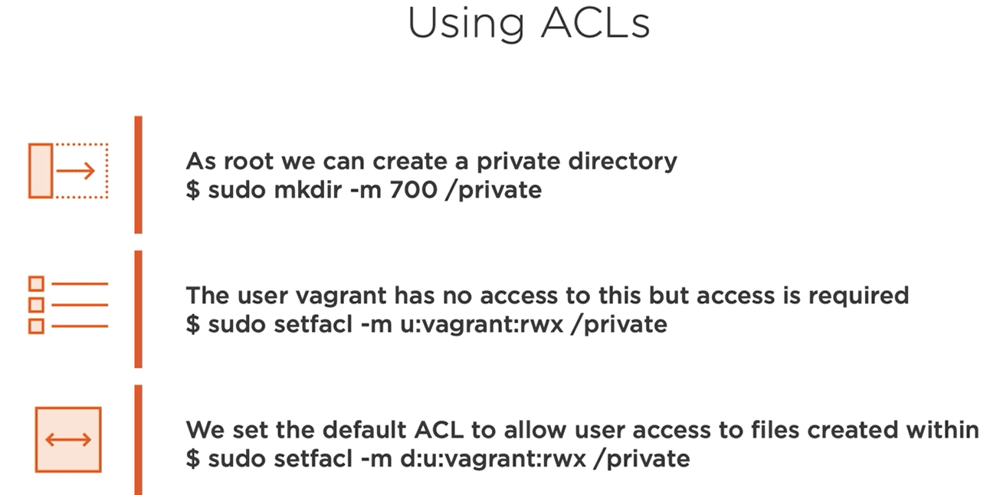 Using ACLs
As root we can create a private directory
$ sudo mkdir -m 700 /private
The user vagrant has no access to this but access is required
$ sudo setfacl -m u:vagrant:rwx /private
We set the default ACL to allow user access to files created within
$ sudo setfacl -m d:u:vagrant:rwx /private